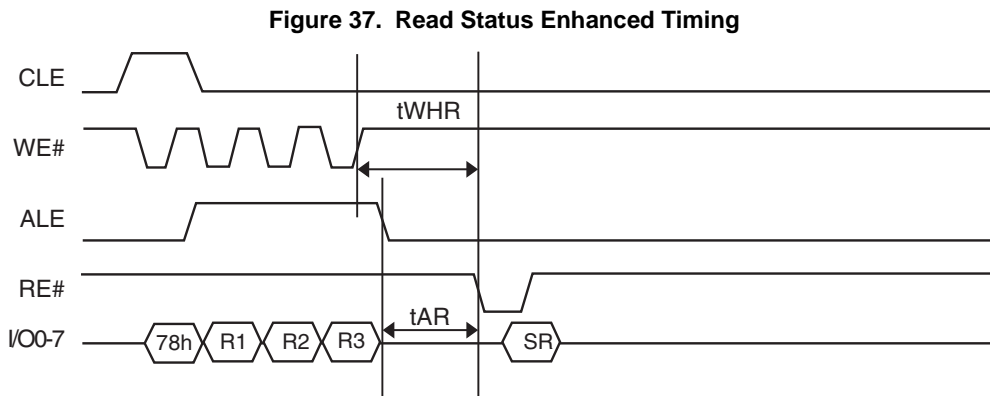 Figure 37. Read Status Enhanced Timing
CLE
tWHR
WE#
ALE
RE#
tAR
I/O0-7
78h R1 R2 R3 SR